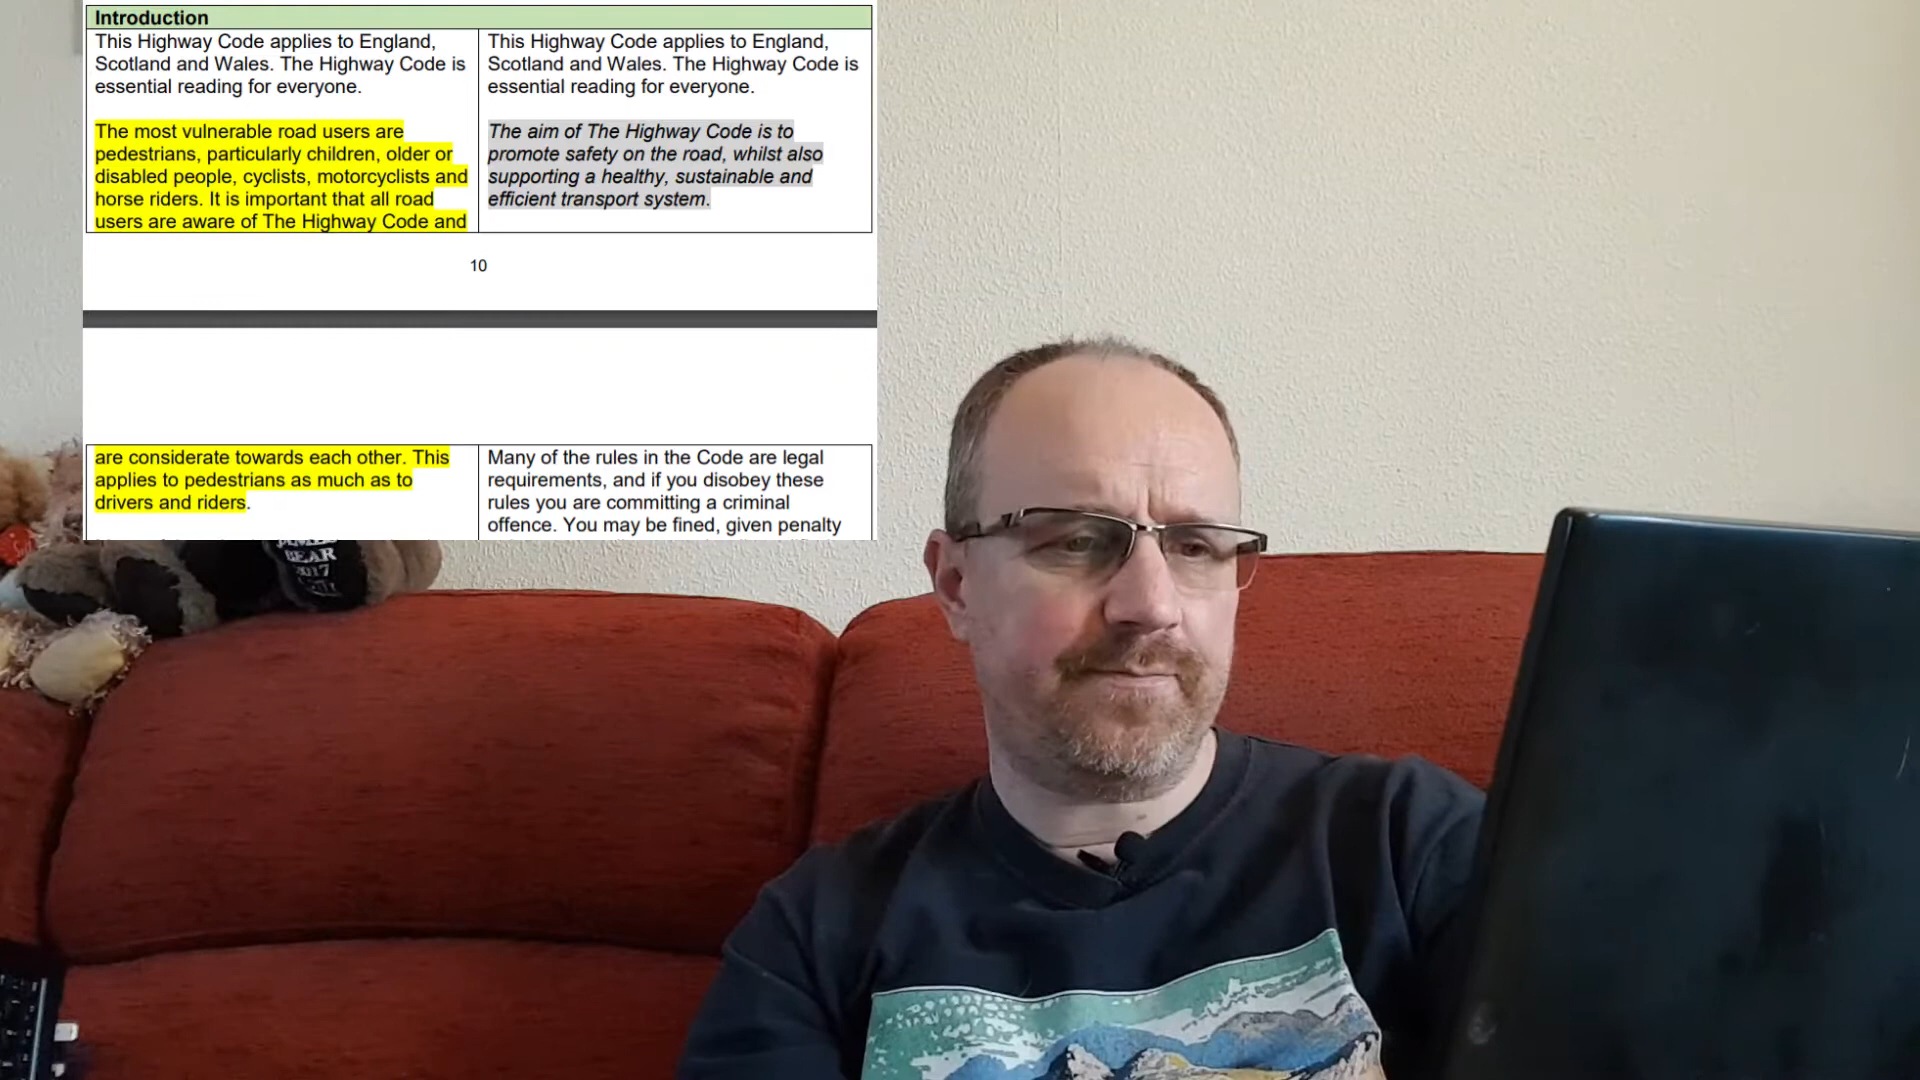 Introduction
This Highway Code applies to England,
Scotland and Wales. The Highway Code is
essential reading for everyone.
The most vulnerable road users are
pedestrians, particularly children, older or
disabled people, cyclists, motorcyclists and
horse riders. It is important that all road
users are aware of The Highway Code and
This Highway Code applies to England,
Scotland and Wales. The Highway Code is
essential reading for everyone.
The aim of The Highway Code is to
promote safety on the road, whilst also
supporting a healthy, sustainable and
efficient transport system.
10
are considerate towards each other. This
applies to pedestrians as much as to
drivers and riders.
Many of the rules in the Code are legal
requirements, and if you disobey these
rules you are committing a criminal
offence. You may be fined, given penalty
JAMES
BEAR
2017